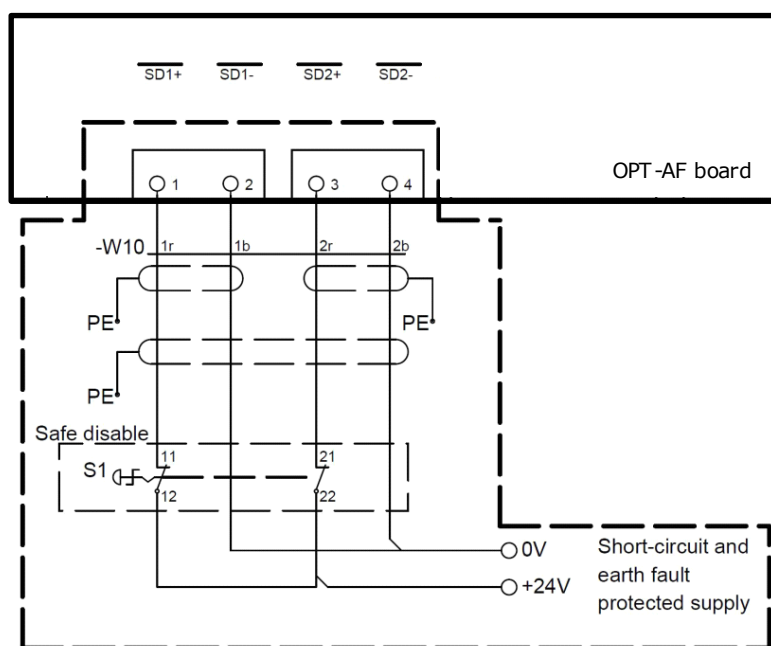 SD1+ SD1- SD2+ SD2-
OPT-AF board
1 2 3 4
-W10 1r 1b 2r 2b
PE PE
PE
Safe disable
11 21
S1
12 22
0V Short-circuit and
earth fault
+24V
protected supply